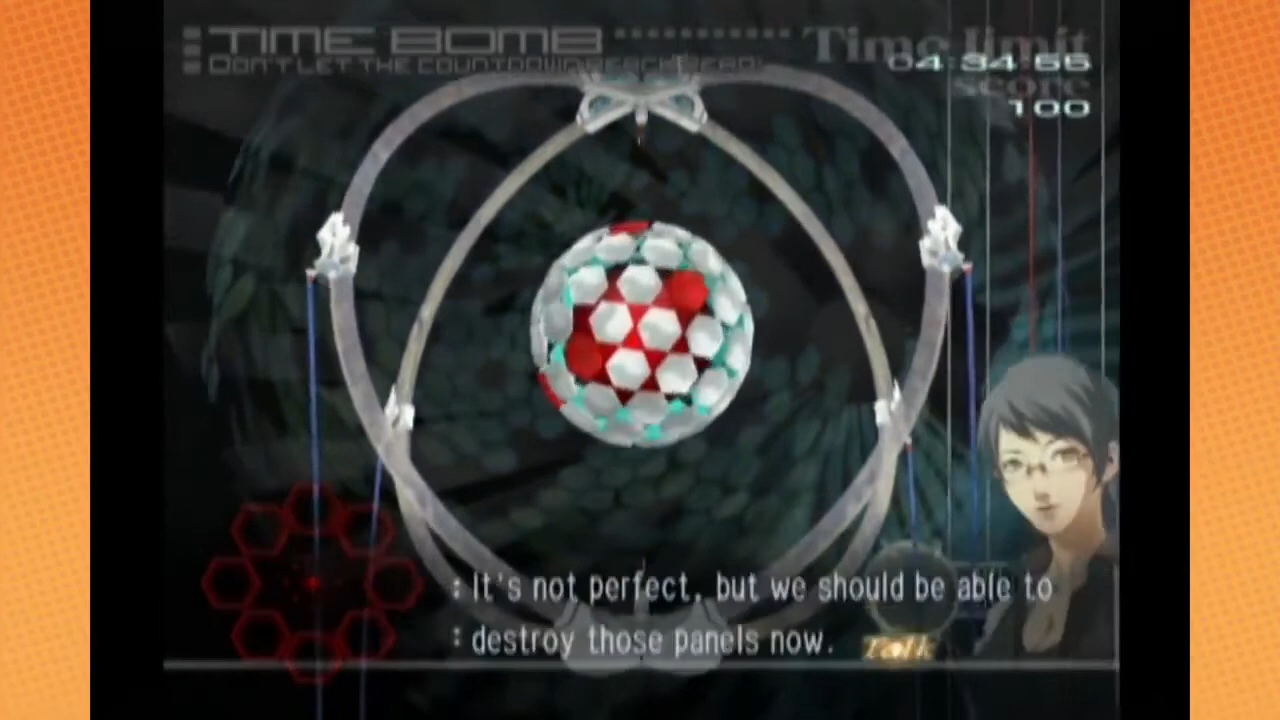 TIME BOMB
DON'T LET THE COUNTDOWN REACH ZERO!
Time limit
04:34:55
score
100
: It's not perfect, but we should be able to
: destroy those panels now.
Talk